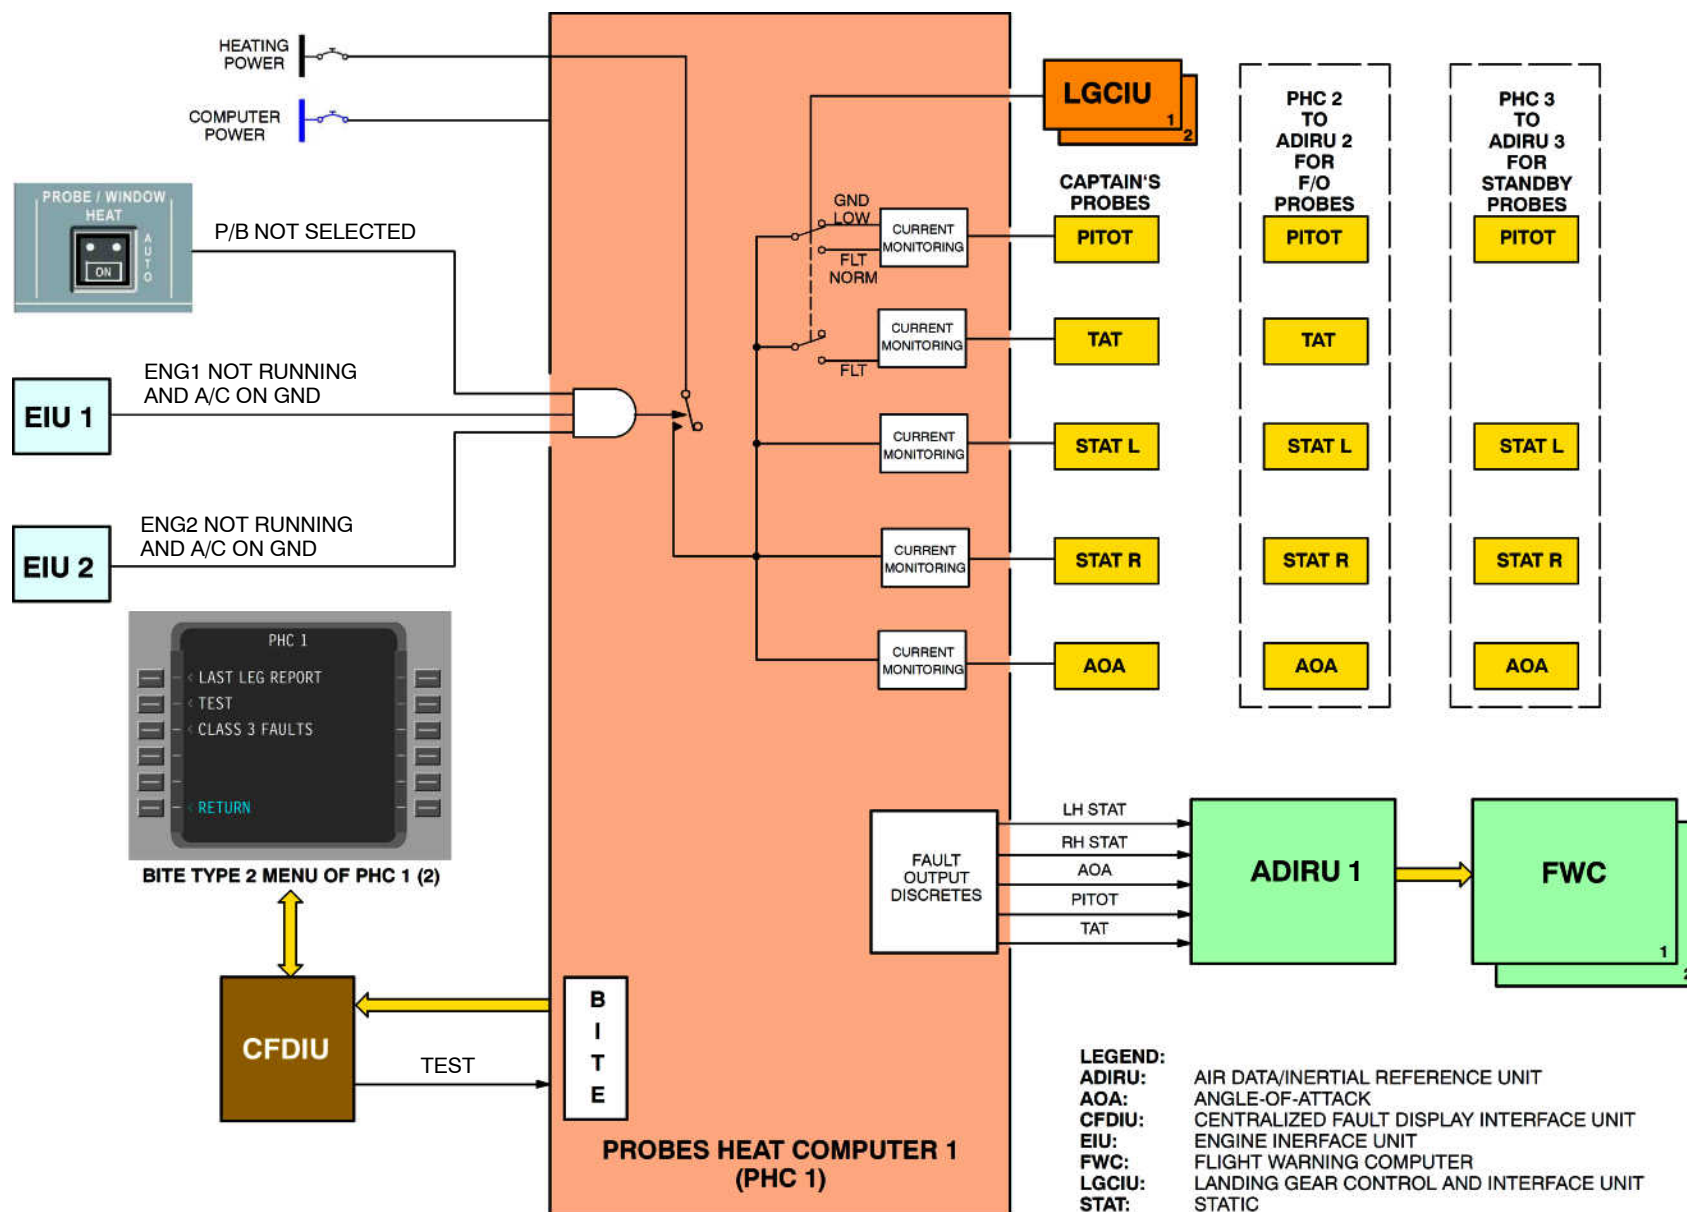 HEATING
POWER
COMPUTER
POWER
PROBE / WINDOW
HEAT
ON
AUTO
P/B NOT SELECTED
ENG1 NOT RUNNING
AND A/C ON GND
EIU 1
ENG2 NOT RUNNING
AND A/C ON GND
EIU 2
PHC 1
< LAST LEG REPORT
< TEST
< CLASS 3 FAULTS
< RETURN
BITE TYPE 2 MENU OF PHC 1 (2)
CFDIU
TEST
BITE
PROBES HEAT COMPUTER 1
(PHC 1)
LGCIU
1
2
GND
LOW
FLT
NORM
FLT
CURRENT
MONITORING
CURRENT
MONITORING
CURRENT
MONITORING
CURRENT
MONITORING
CURRENT
MONITORING
CAPTAIN'S
PROBES
PITOT
TAT
STAT L
STAT R
AOA
PHC 2
TO
ADIRU 2
FOR
F/O
PROBES
PITOT
TAT
STAT L
STAT R
AOA
PHC 3
TO
ADIRU 3
FOR
STANDBY
PROBES
PITOT
STAT L
STAT R
AOA
FAULT
OUTPUT
DISCRETES
LH STAT
RH STAT
AOA
PITOT
TAT
ADIRU 1
FWC
1
2
LEGEND:
ADIRU: AIR DATA/INERTIAL REFERENCE UNIT
AOA: ANGLE-OF-ATTACK
CFDIU: CENTRALIZED FAULT DISPLAY INTERFACE UNIT
EIU: ENGINE INERFACE UNIT
FWC: FLIGHT WARNING COMPUTER
LGCIU: LANDING GEAR CONTROL AND INTERFACE UNIT
STAT: STATIC